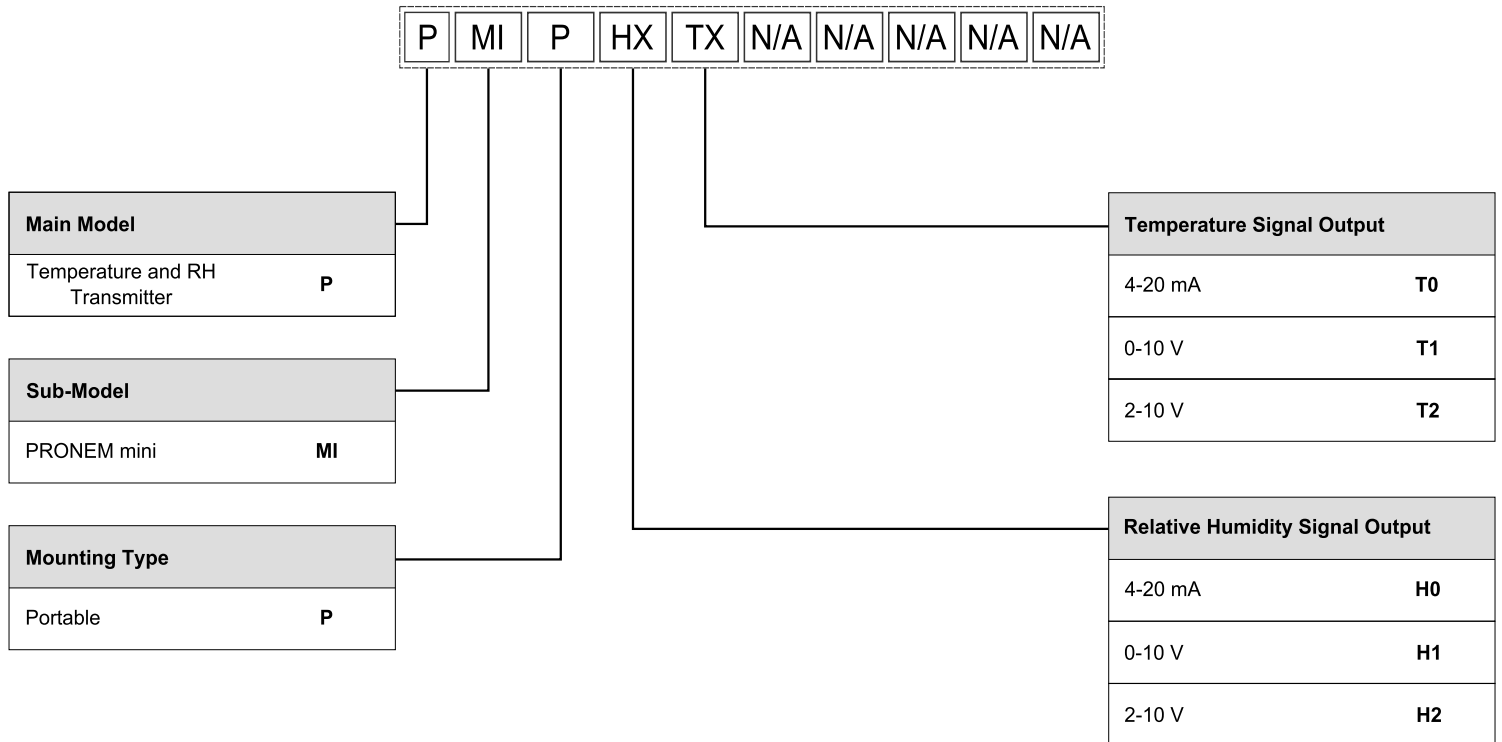 P MI P HX TX N/A N/A N/A N/A N/A
Main Model
Temperature and RH
Transmitter P
Sub-Model
PRONEM mini MI
Mounting Type
Portable P
Temperature Signal Output
4-20 mA T0
0-10 V T1
2-10 V T2
Relative Humidity Signal Output
4-20 mA H0
0-10 V H1
2-10 V H2